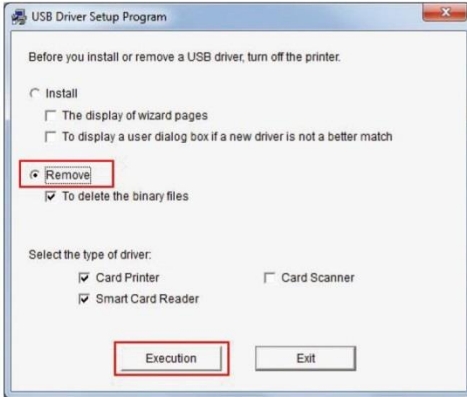 USB Driver Setup Program
Before you install or remove a USB driver, turn off the printer.
Install
The display of wizard pages
To display a user dialog box if a new driver is not a better match
Remove
To delete the binary files
Select the type of driver:
Card Printer Card Scanner
Smart Card Reader
Execution Exit